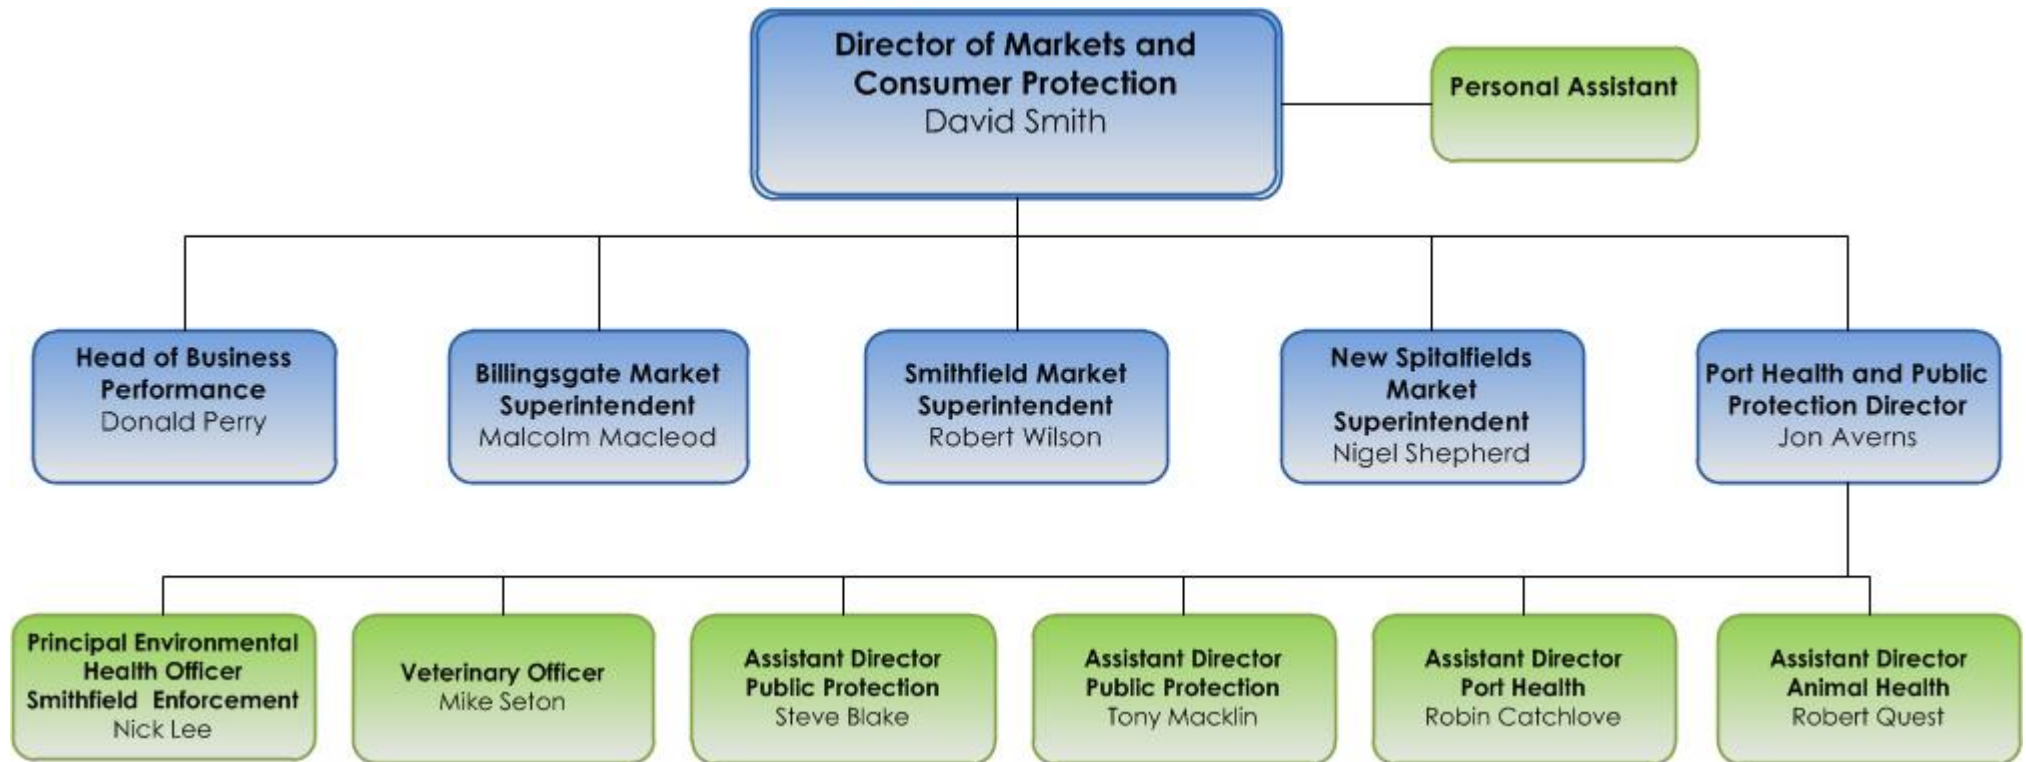 Director of Markets and
Consumer Protection
David Smith
Personal Assistant
Head of Business
Performance
Donald Perry
Billingsgate Market
Superintendent
Malcolm Macleod
Smithfield Market
Superintendent
Robert Wilson
New Spitalfields
Market
Superintendent
Nigel Shepherd
Port Health and Public
Protection Director
Jon Averns
Principal Environmental
Health Officer
Smithfield Enforcement
Nick Lee
Veterinary Officer
Mike Seton
Assistant Director
Public Protection
Steve Blake
Assistant Director
Public Protection
Tony Macklin
Assistant Director
Port Health
Robin Catchlove
Assistant Director
Animal Health
Robert Quest